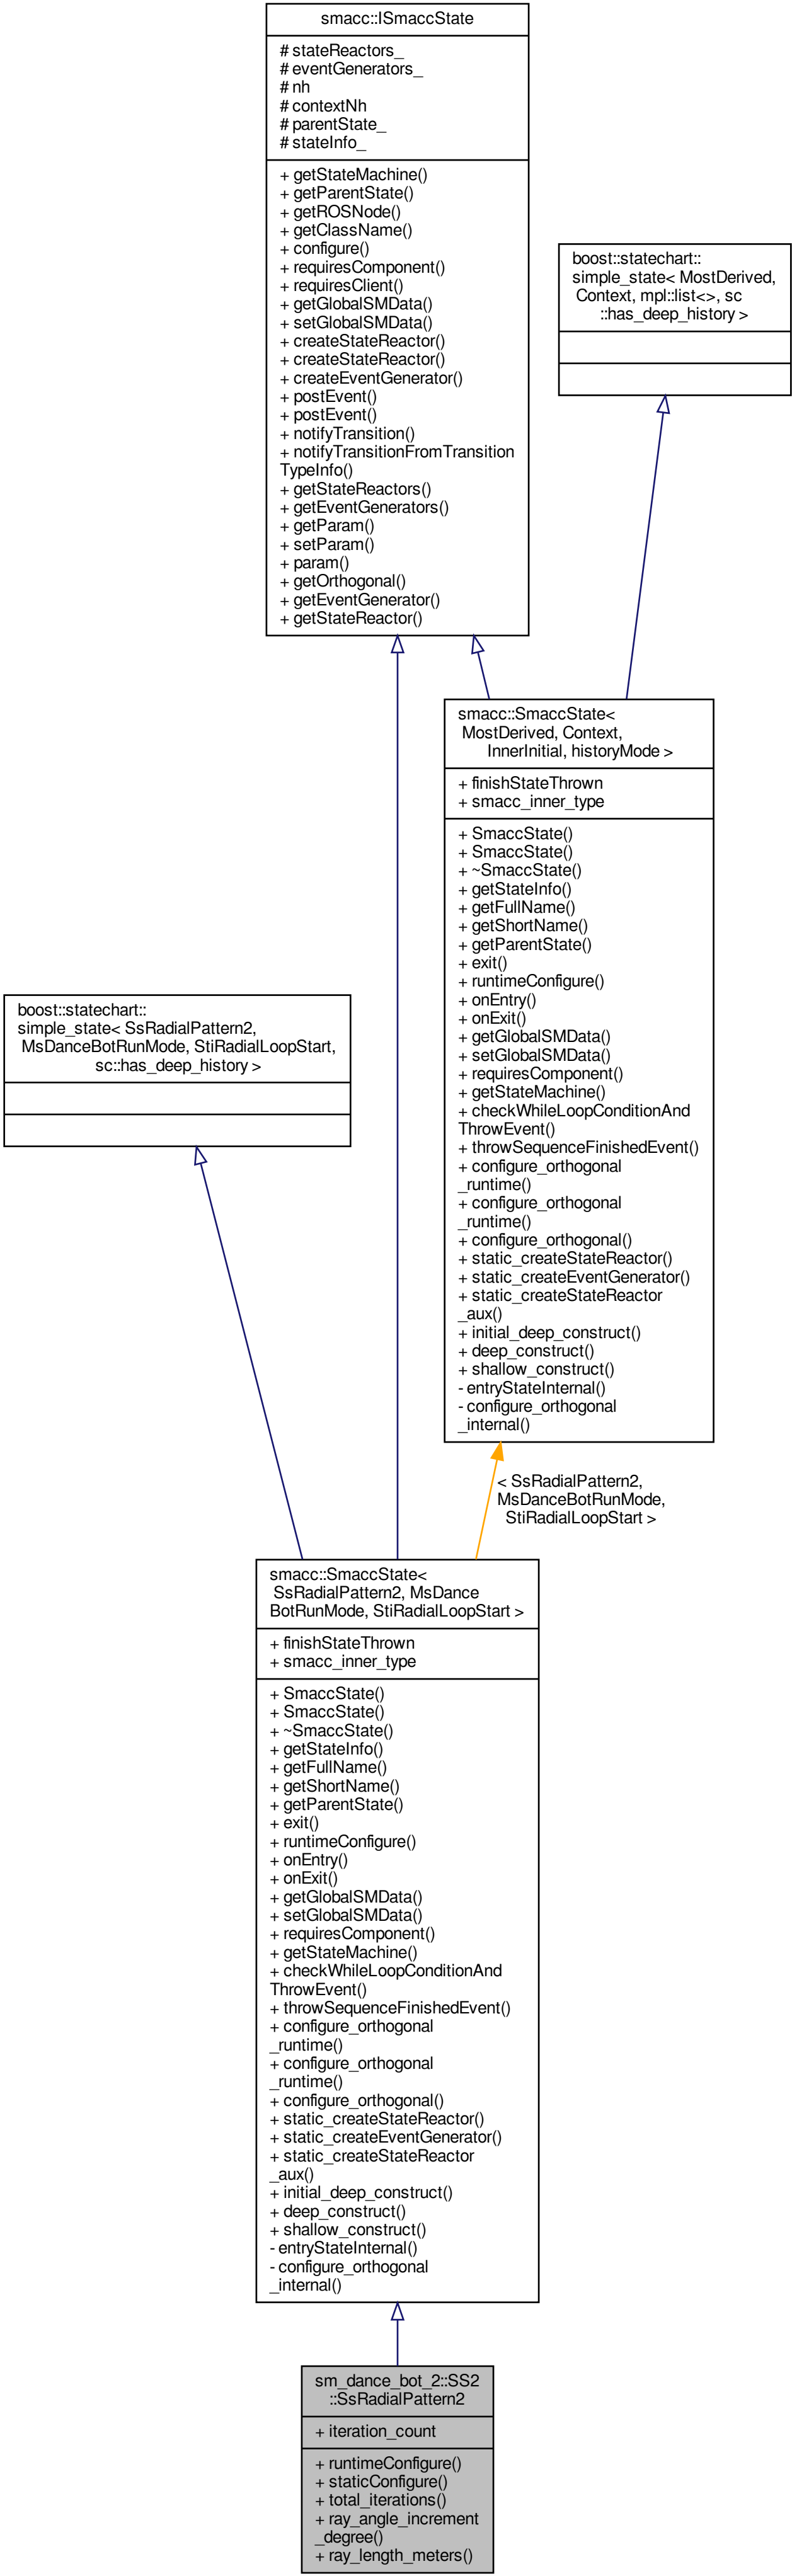 smacc::ISmaccState
# stateReactors_
# eventGenerators_
# nh
# contextNh
# parentState_
# stateInfo_
+ getStateMachine()
+ getParentState()
+ getROSNode()
+ getClassName()
+ configure()
+ requiresComponent()
+ requiresClient()
+ getGlobalSMData()
+ setGlobalSMData()
+ createStateReactor()
+ createStateReactor()
+ createEventGenerator()
+ postEvent()
+ postEvent()
+ notifyTransition()
+ notifyTransitionFromTransition
TypeInfo()
+ getStateReactors()
+ getEventGenerators()
+ getParam()
+ setParam()
+ param()
+ getOrthogonal()
+ getEventGenerator()
+ getStateReactor()
boost::statechart::
simple_state< MostDerived,
Context, mpl::list<>, sc
::has_deep_history >
smacc::SmaccState<
MostDerived, Context,
InnerInitial, historyMode >
+ finishStateThrown
+ smacc_inner_type
+ SmaccState()
+ SmaccState()
+ ~SmaccState()
+ getStateInfo()
+ getFullName()
+ getShortName()
+ getParentState()
+ exit()
+ runtimeConfigure()
+ onEntry()
+ onExit()
+ getGlobalSMData()
+ setGlobalSMData()
+ requiresComponent()
+ getStateMachine()
+ checkWhileLoopConditionAnd
ThrowEvent()
+ throwSequenceFinishedEvent()
+ configure_orthogonal
_runtime()
+ configure_orthogonal
_runtime()
+ configure_orthogonal()
+ static_createStateReactor()
+ static_createEventGenerator()
+ static_createStateReactor
_aux()
+ initial_deep_construct()
+ deep_construct()
+ shallow_construct()
- entryStateInternal()
- configure_orthogonal
_internal()
boost::statechart::
simple_state< SsRadialPattern2,
MsDanceBotRunMode, StiRadialLoopStart,
sc::has_deep_history >
< SsRadialPattern2,
MsDanceBotRunMode,
StiRadialLoopStart >
smacc::SmaccState<
SsRadialPattern2, MsDance
BotRunMode, StiRadialLoopStart >
+ finishStateThrown
+ smacc_inner_type
+ SmaccState()
+ SmaccState()
+ ~SmaccState()
+ getStateInfo()
+ getFullName()
+ getShortName()
+ getParentState()
+ exit()
+ runtimeConfigure()
+ onEntry()
+ onExit()
+ getGlobalSMData()
+ setGlobalSMData()
+ requiresComponent()
+ getStateMachine()
+ checkWhileLoopConditionAnd
ThrowEvent()
+ throwSequenceFinishedEvent()
+ configure_orthogonal
_runtime()
+ configure_orthogonal
_runtime()
+ configure_orthogonal()
+ static_createStateReactor()
+ static_createEventGenerator()
+ static_createStateReactor
_aux()
+ initial_deep_construct()
+ deep_construct()
+ shallow_construct()
- entryStateInternal()
- configure_orthogonal
_internal()
sm_dance_bot_2::SS2
::SsRadialPattern2
+ iteration_count
+ runtimeConfigure()
+ staticConfigure()
+ total_iterations()
+ ray_angle_increment
_degree()
+ ray_length_meters()